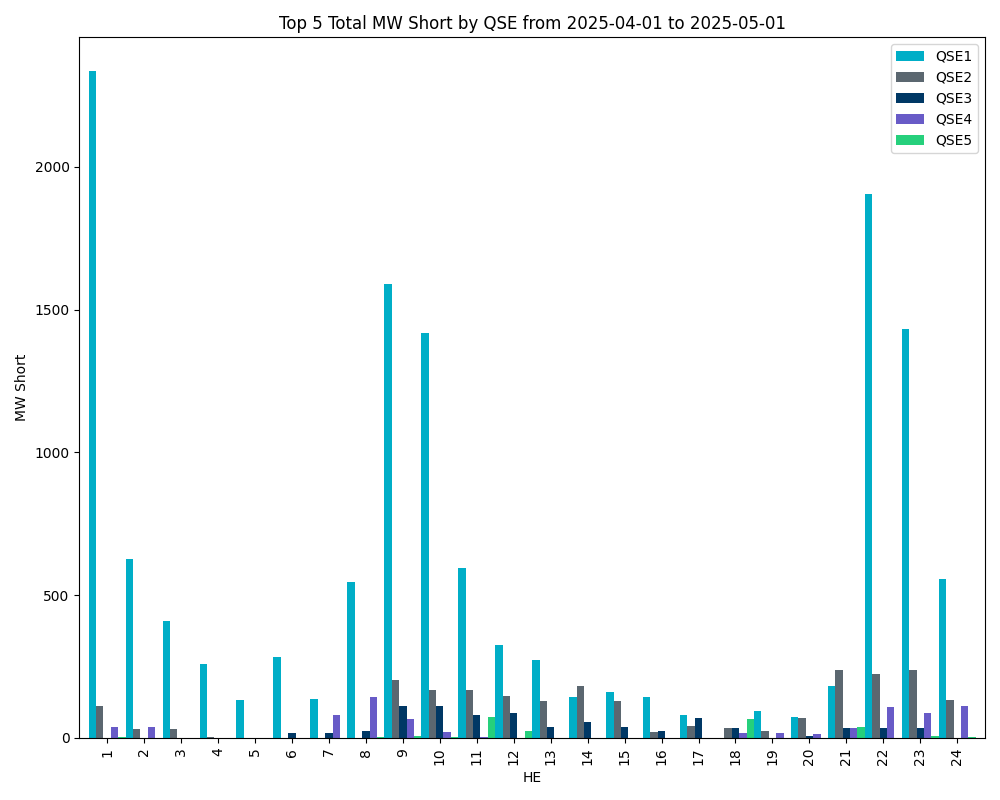 Top 5 Total MW Short by QSE from 2025-04-01 to 2025-05-01
QSE1
QSE2
QSE3
QSE4
QSE5
2000
1500
1000
500
0
MW Short
1 2 3 4 5 6 7 8 9 10 11 12 13 14 15 16 17 18 19 20 21 22 23 24
HE